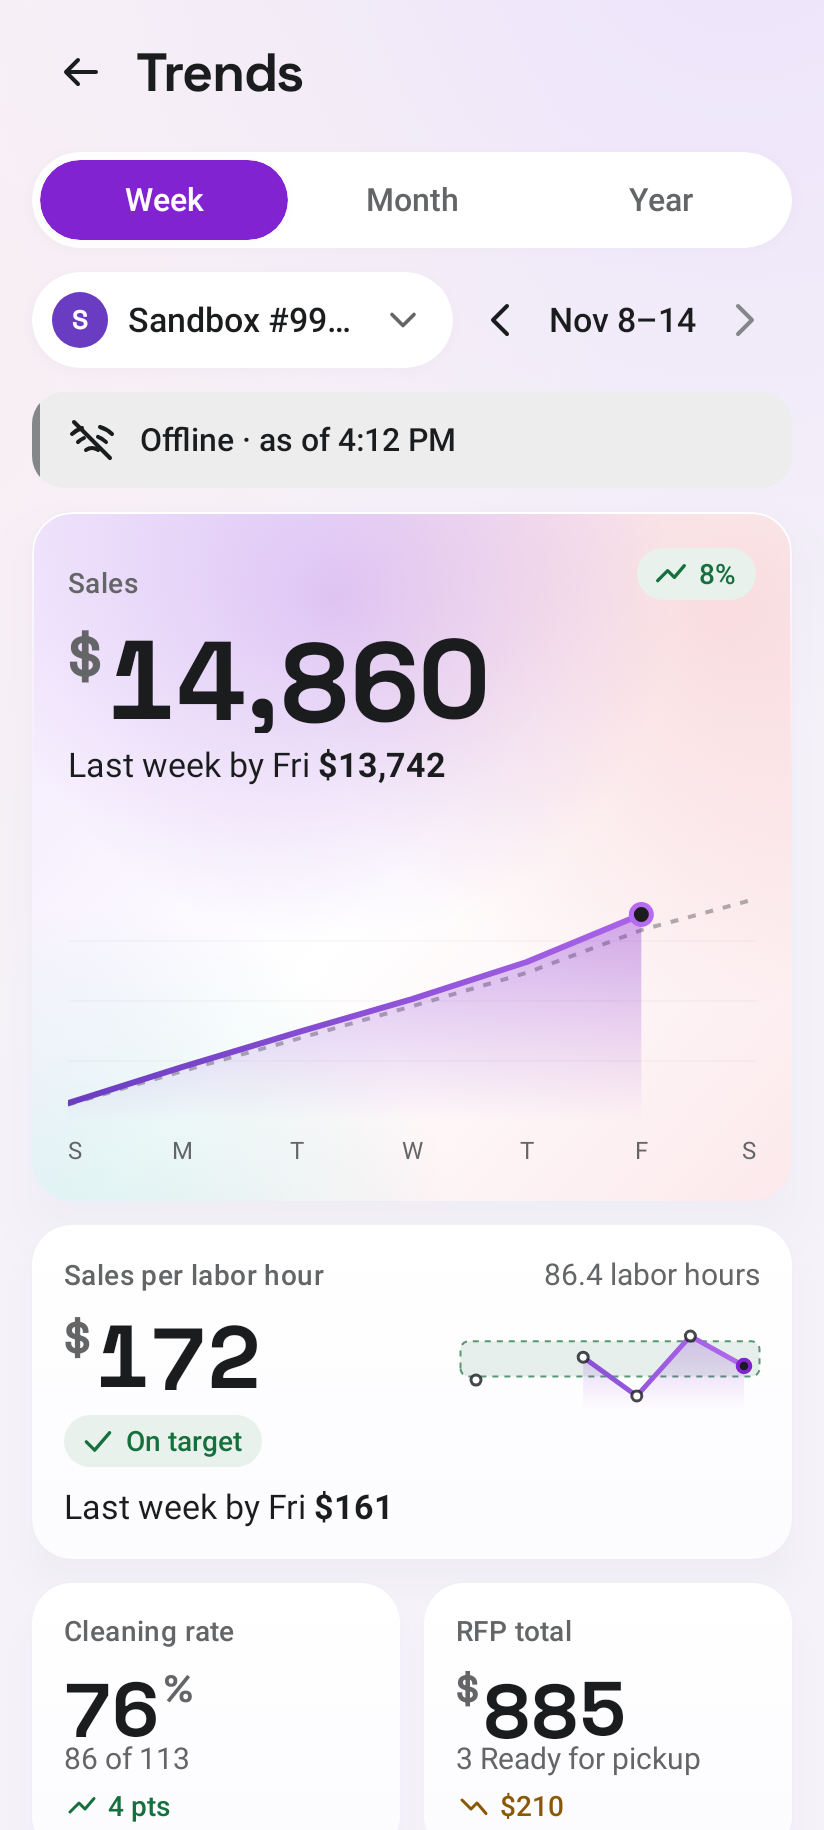 Trends
Week Month Year
S Sandbox #99... Nov 8–14
Offline · as of 4:12 PM
Sales 8%
$14,860
Last week by Fri $13,742
S M T W T F S
Sales per labor hour 86.4 labor hours
$172
On target
Last week by Fri $161
Cleaning rate
76%
86 of 113
4 pts
RFP total
$885
3 Ready for pickup
$210